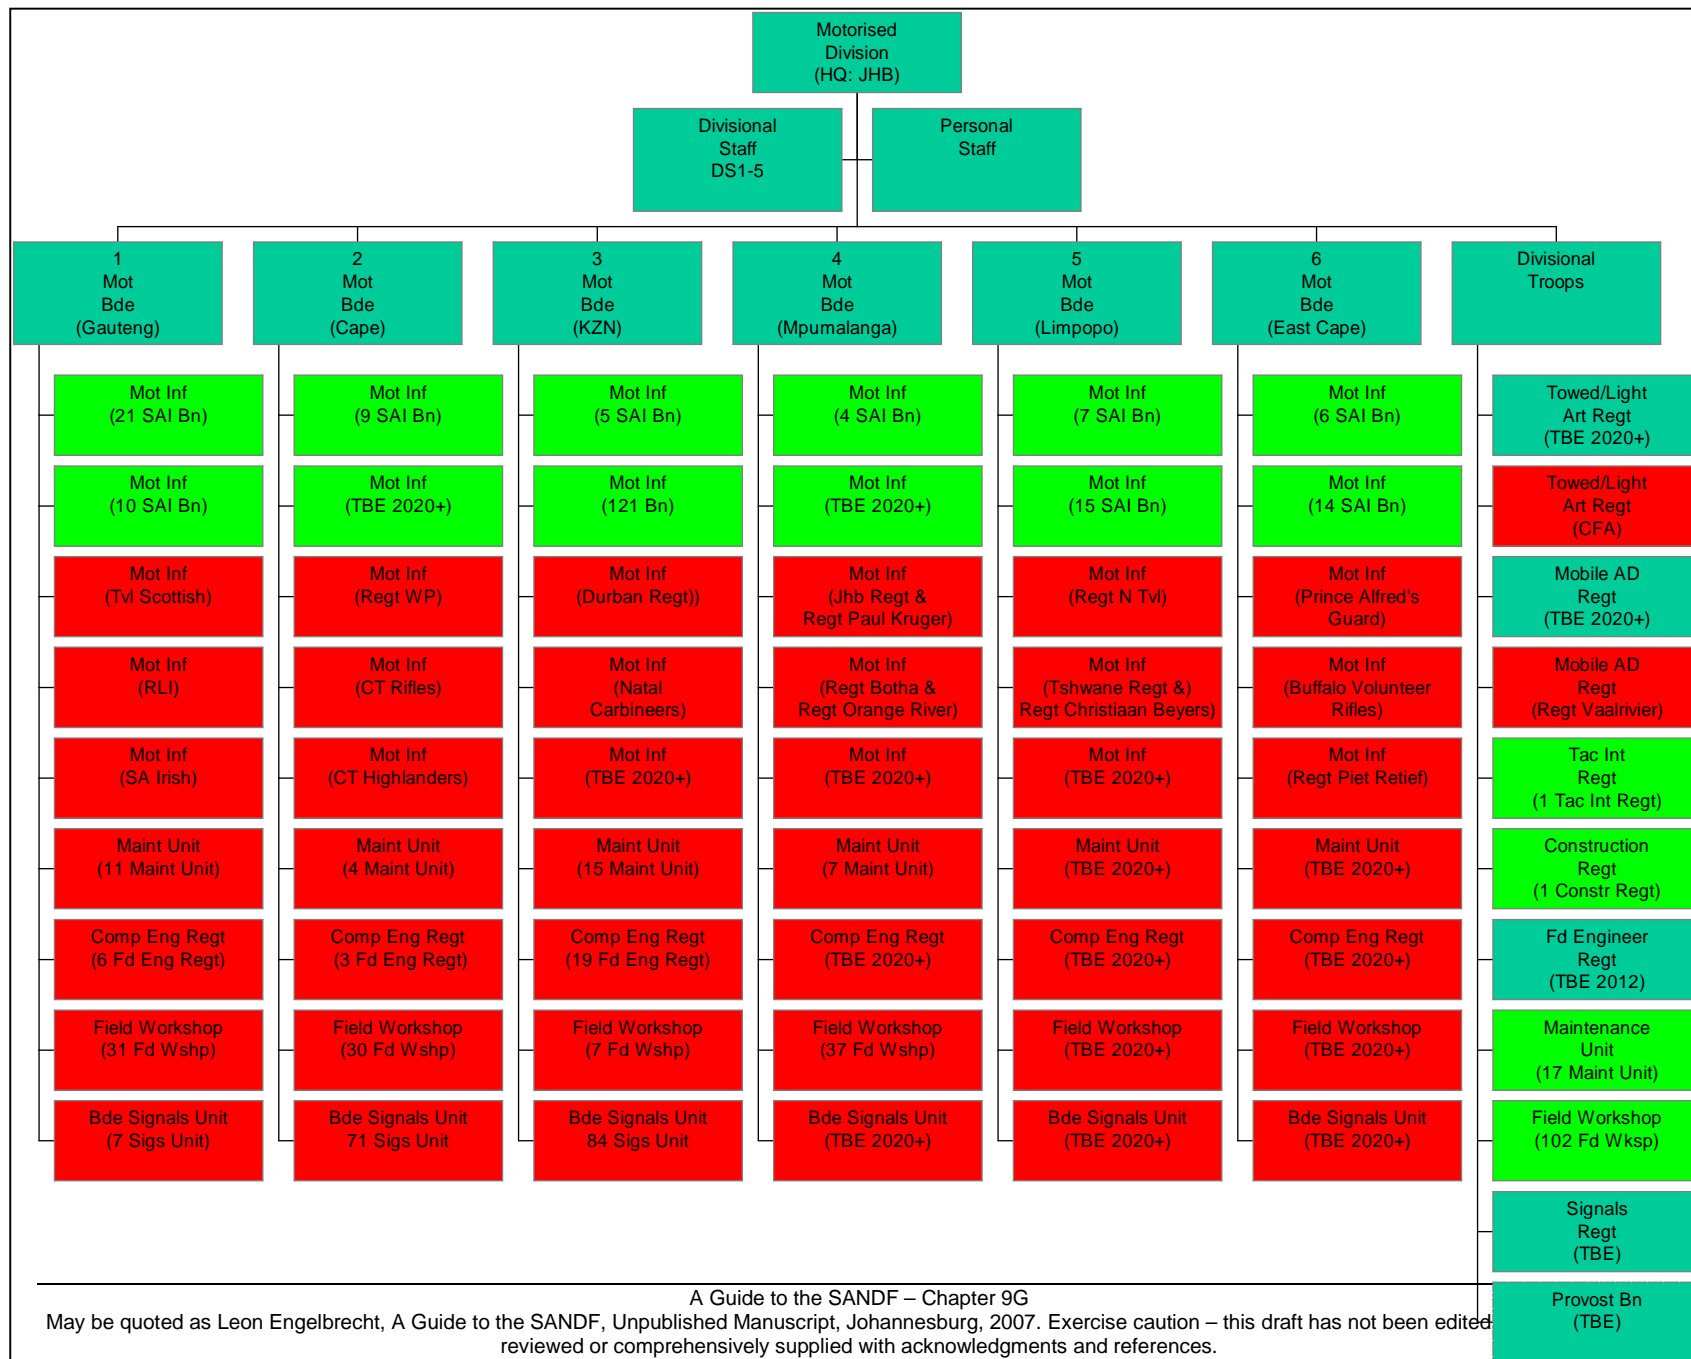 Motorised
Division
(HQ: JHB)
Divisional
Staff
DS1-5
Personal
Staff
1
Mot
Bde
(Gauteng)
2
Mot
Bde
(Cape)
3
Mot
Bde
(KZN)
4
Mot
Bde
(Mpumalanga)
5
Mot
Bde
(Limpopo)
6
Mot
Bde
(East Cape)
Divisional
Troops
Mot Inf
(21 SAI Bn)
Mot Inf
(10 SAI Bn)
Mot Inf
(Tvl Scottish)
Mot Inf
(RLI)
Mot Inf
(SA Irish)
Maint Unit
(11 Maint Unit)
Comp Eng Regt
(6 Fd Eng Regt)
Field Workshop
(31 Fd Wshp)
Bde Signals Unit
(7 Sigs Unit)
Mot Inf
(9 SAI Bn)
Mot Inf
(TBE 2020+)
Mot Inf
(Regt WP)
Mot Inf
(CT Rifles)
Mot Inf
(CT Highlanders)
Maint Unit
(4 Maint Unit)
Comp Eng Regt
(3 Fd Eng Regt)
Field Workshop
(30 Fd Wshp)
Bde Signals Unit
71 Sigs Unit
Mot Inf
(5 SAI Bn)
Mot Inf
(121 Bn)
Mot Inf
(Durban Regt))
Mot Inf
(Natal
Carbineers)
Mot Inf
(TBE 2020+)
Maint Unit
(15 Maint Unit)
Comp Eng Regt
(19 Fd Eng Regt)
Field Workshop
(7 Fd Wshp)
Bde Signals Unit
84 Sigs Unit
Mot Inf
(4 SAI Bn)
Mot Inf
(TBE 2020+)
Mot Inf
(Jhb Regt &
Regt Paul Kruger)
Mot Inf
(Regt Botha &
Regt Orange River)
Mot Inf
(TBE 2020+)
Maint Unit
(7 Maint Unit)
Comp Eng Regt
(TBE 2020+)
Field Workshop
(37 Fd Wshp)
Bde Signals Unit
(TBE 2020+)
Mot Inf
(7 SAI Bn)
Mot Inf
(15 SAI Bn)
Mot Inf
(Regt N Tvl)
Mot Inf
(Tshwane Regt &)
Regt Christiaan Beyers)
Mot Inf
(TBE 2020+)
Maint Unit
(TBE 2020+)
Comp Eng Regt
(TBE 2020+)
Field Workshop
(TBE 2020+)
Bde Signals Unit
(TBE 2020+)
Mot Inf
(6 SAI Bn)
Mot Inf
(14 SAI Bn)
Mot Inf
(Prince Alfred's
Guard)
Mot Inf
(Buffalo Volunteer
Rifles)
Mot Inf
(Regt Piet Retief)
Maint Unit
(TBE 2020+)
Comp Eng Regt
(TBE 2020+)
Field Workshop
(TBE 2020+)
Bde Signals Unit
(TBE 2020+)
Towed/Light
Art Regt
(TBE 2020+)
Towed/Light
Art Regt
(CFA)
Mobile AD
Regt
(TBE 2020+)
Mobile AD
Regt
(Regt Vaalrivier)
Tac Int
Regt
(1 Tac Int Regt)
Construction
Regt
(1 Constr Regt)
Fd Engineer
Regt
(TBE 2012)
Maintenance
Unit
(17 Maint Unit)
Field Workshop
(102 Fd Wksp)
Signals
Regt
(TBE)
Provost Bn
(TBE)
A Guide to the SANDF – Chapter 9G
May be quoted as Leon Engelbrecht, A Guide to the SANDF, Unpublished Manuscript, Johannesburg, 2007. Exercise caution – this draft has not been edited
reviewed or comprehensively supplied with acknowledgments and references.